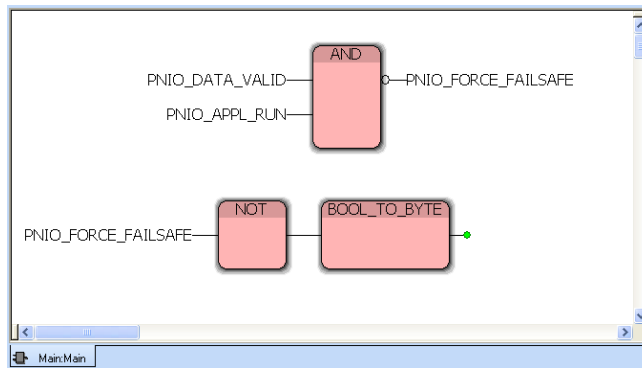 AND
PNIO_DATA_VALID
PNIO_FORCE_FAILSAFE
PNIO_APPL_RUN
NOT
BOOL_TO_BYTE
PNIO_FORCE_FAILSAFE
Main:Main